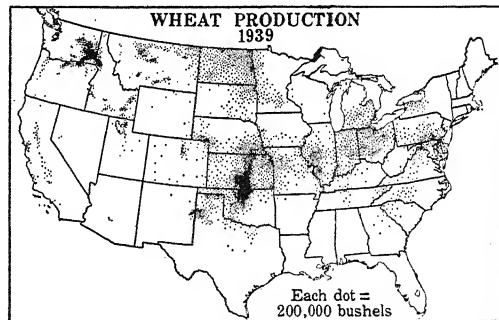 WHEAT PRODUCTION
1939
Each dot =
200,000 bushels